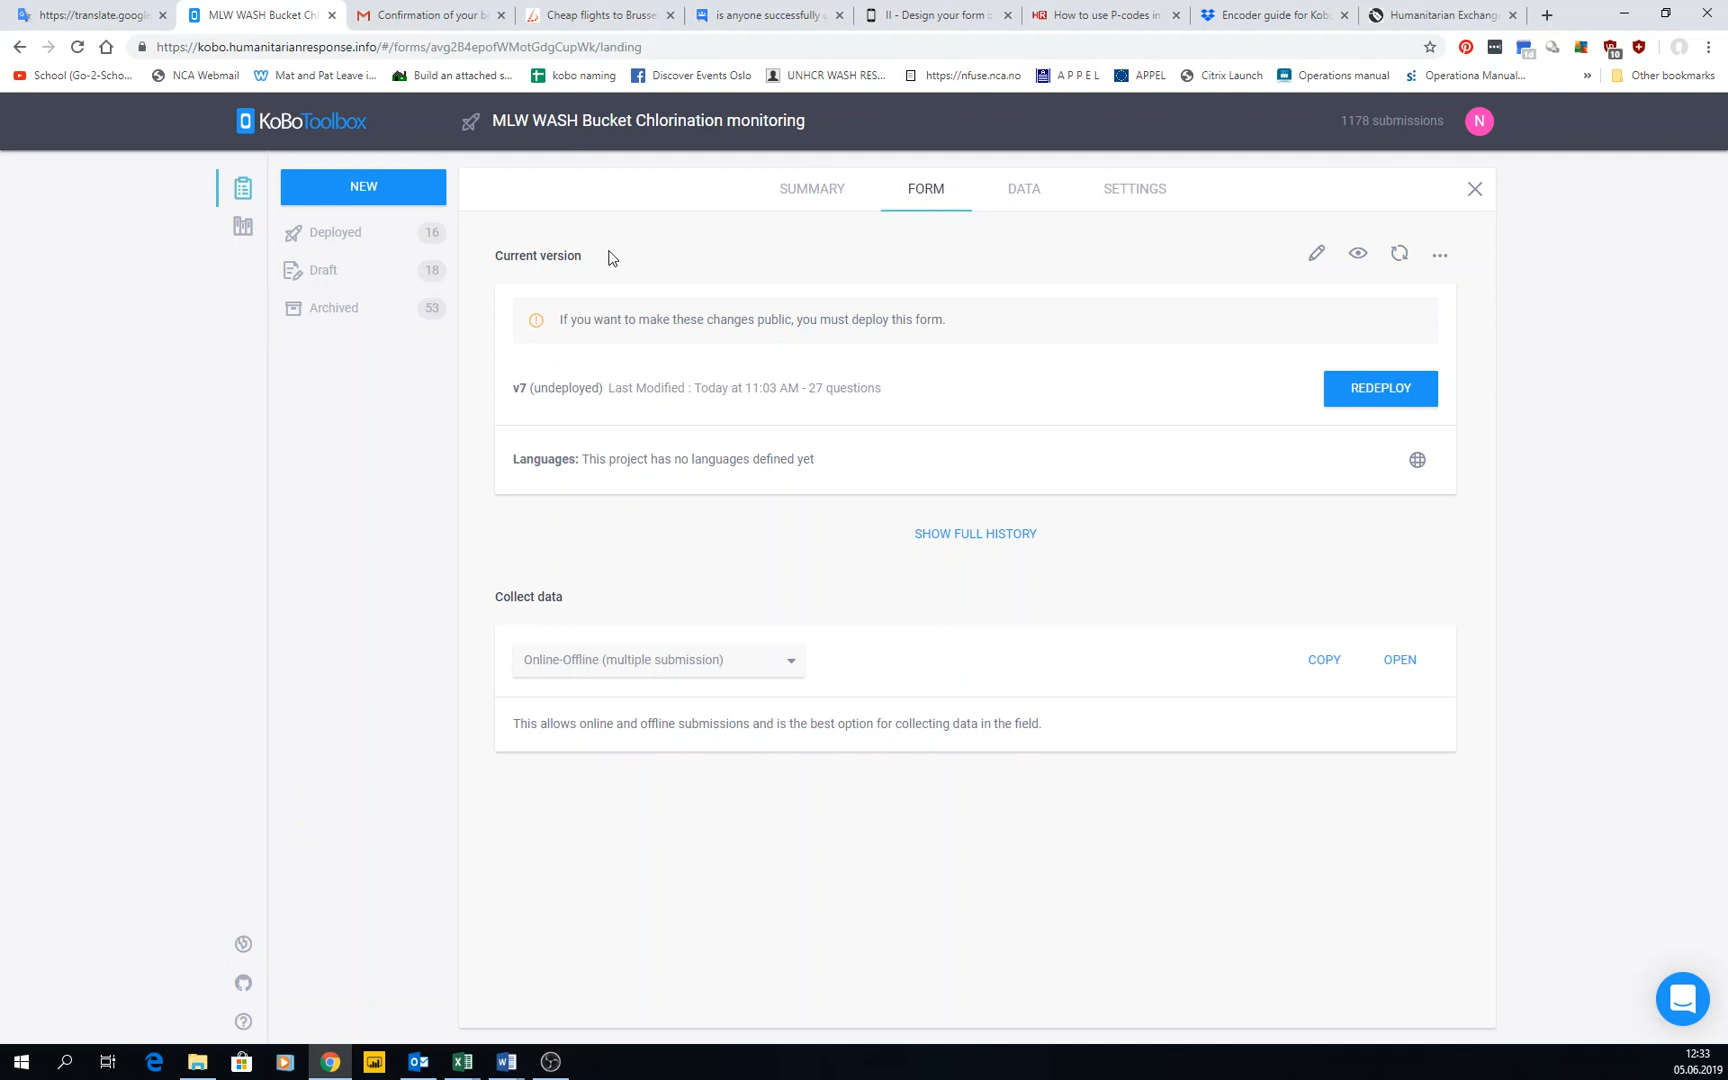 https://translate.google.
MLW WASH Bucket Chl
Confirmation of your b
Cheap flights to Brusse
is anyone successfully u
II - Design your form
How to use P-codes in
Encoder guide for Kobo
Humanitarian Exchange
https://kobo.humanitarianresponse.info/#/forms/avg2B4epofWMotGdgCupWk/landing
School (Go-2-Scho...
NCA Webmail
Mat and Pat Leave i...
Build an attached s...
kobo naming
Discover Events Oslo
UNHCR WASH RES...
https://nfuse.nca.no
A P P E L
APPEL
Citrix Launch
Operations manual
Operationa Manual...
»
Other bookmarks
KoBoToolbox
MLW WASH Bucket Chlorination monitoring
1178 submissions
N
NEW
Deployed 16
Draft 18
Archived 53
SUMMARY
FORM
DATA
SETTINGS
Current version
If you want to make these changes public, you must deploy this form.
v7 (undeployed) Last Modified : Today at 11:03 AM - 27 questions
REDEPLOY
Languages: This project has no languages defined yet
SHOW FULL HISTORY
Collect data
Online-Offline (multiple submission)
COPY
OPEN
This allows online and offline submissions and is the best option for collecting data in the field.
12:33
05.06.2019